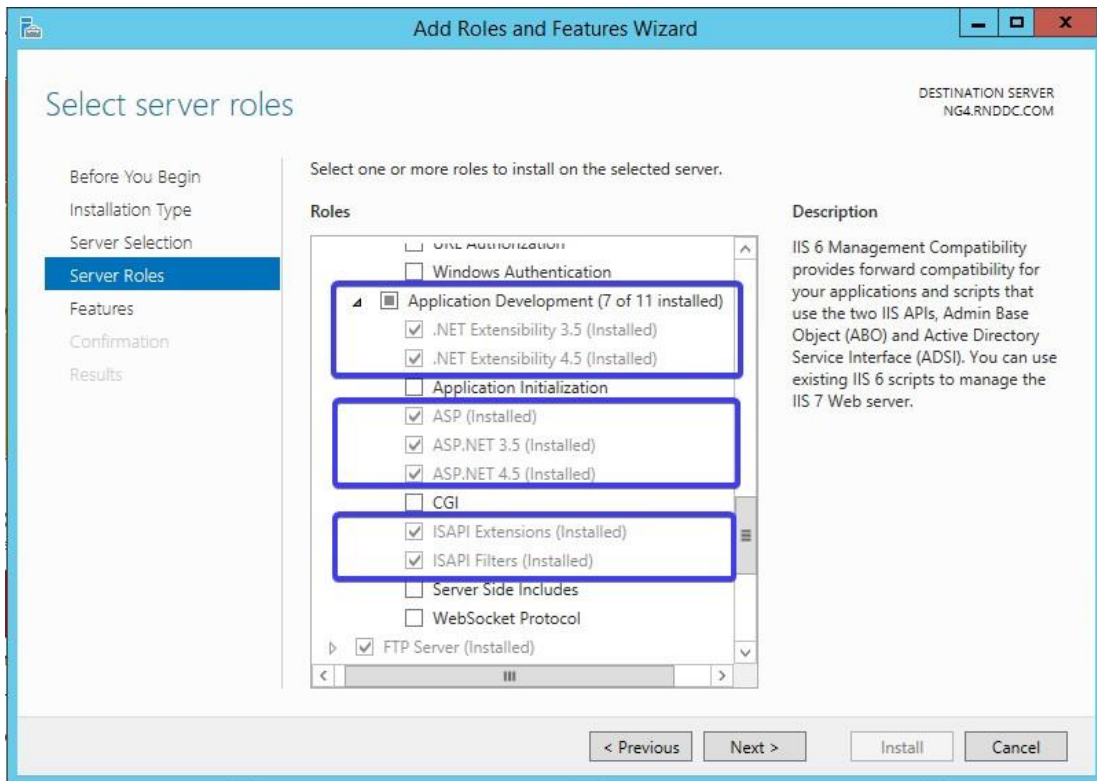 Add Roles and Features Wizard
Select server roles
DESTINATION SERVER
NG4.RNDDC.COM
Before You Begin
Installation Type
Server Selection
Server Roles
Features
Confirmation
Results
Select one or more roles to install on the selected server.
Roles
URL Authorization
Windows Authentication
Application Development (7 of 11 installed)
.NET Extensibility 3.5 (Installed)
.NET Extensibility 4.5 (Installed)
Application Initialization
ASP (Installed)
ASP.NET 3.5 (Installed)
ASP.NET 4.5 (Installed)
CGI
ISAPI Extensions (Installed)
ISAPI Filters (Installed)
Server Side Includes
WebSocket Protocol
FTP Server (Installed)
Description
IIS 6 Management Compatibility
provides forward compatibility for
your applications and scripts that
use the two IIS APIs, Admin Base
Object (ABO) and Active Directory
Service Interface (ADSI). You can use
existing IIS 6 scripts to manage the
IIS 7 Web server.
< Previous
Next >
Install
Cancel